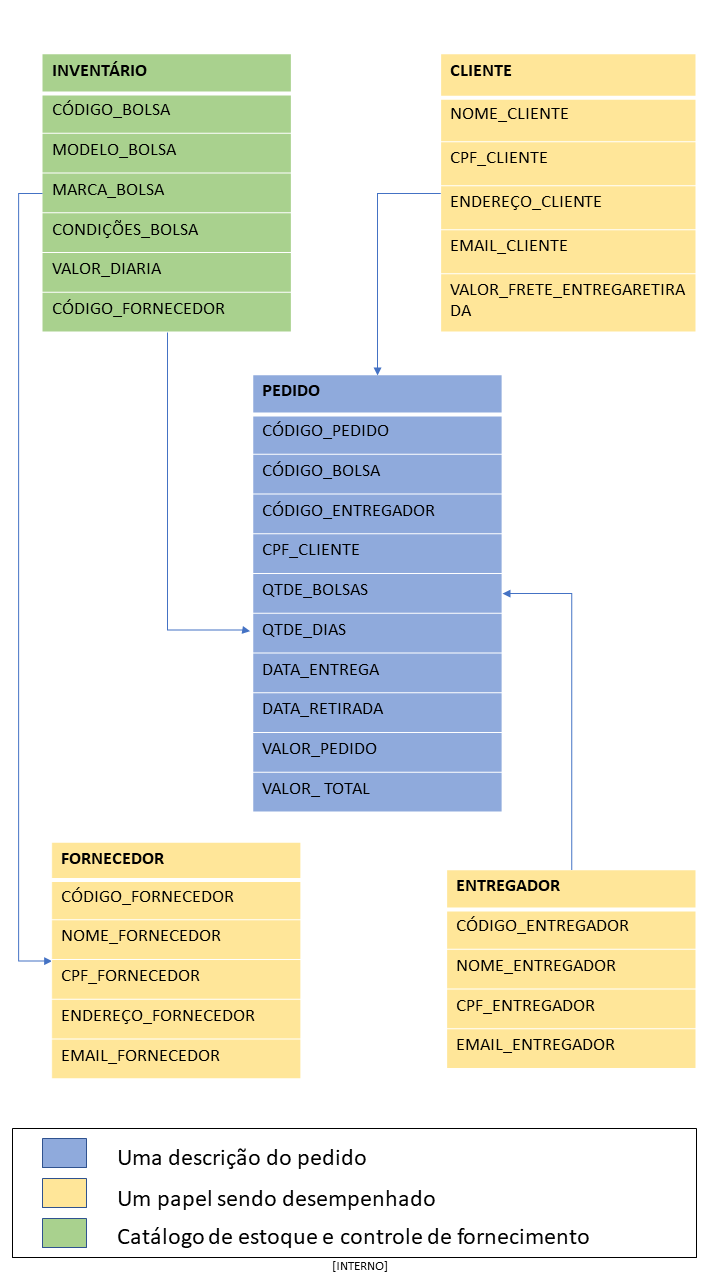 INVENTÁRIO
CÓDIGO_BOLSA
MODELO_BOLSA
MARCA_BOLSA
CONDIÇÕES_BOLSA
VALOR_DIARIA
CÓDIGO_FORNECEDOR
CLIENTE
NOME_CLIENTE
CPF_CLIENTE
ENDEREÇO_CLIENTE
EMAIL_CLIENTE
VALOR_FRETE_ENTREGARETIRA
DA
PEDIDO
CÓDIGO_PEDIDO
CÓDIGO_BOLSA
CÓDIGO_ENTREGADOR
CPF_CLIENTE
QTDE_BOLSAS
QTDE_DIAS
DATA_ENTREGA
DATA_RETIRADA
VALOR_PEDIDO
VALOR_ TOTAL
FORNECEDOR
CÓDIGO_FORNECEDOR
NOME_FORNECEDOR
CPF_FORNECEDOR
ENDEREÇO_FORNECEDOR
EMAIL_FORNECEDOR
ENTREGADOR
CÓDIGO_ENTREGADOR
NOME_ENTREGADOR
CPF_ENTREGADOR
EMAIL_ENTREGADOR
Uma descrição do pedido
Um papel sendo desempenhado
Catálogo de estoque e controle de fornecimento
[INTERNO]